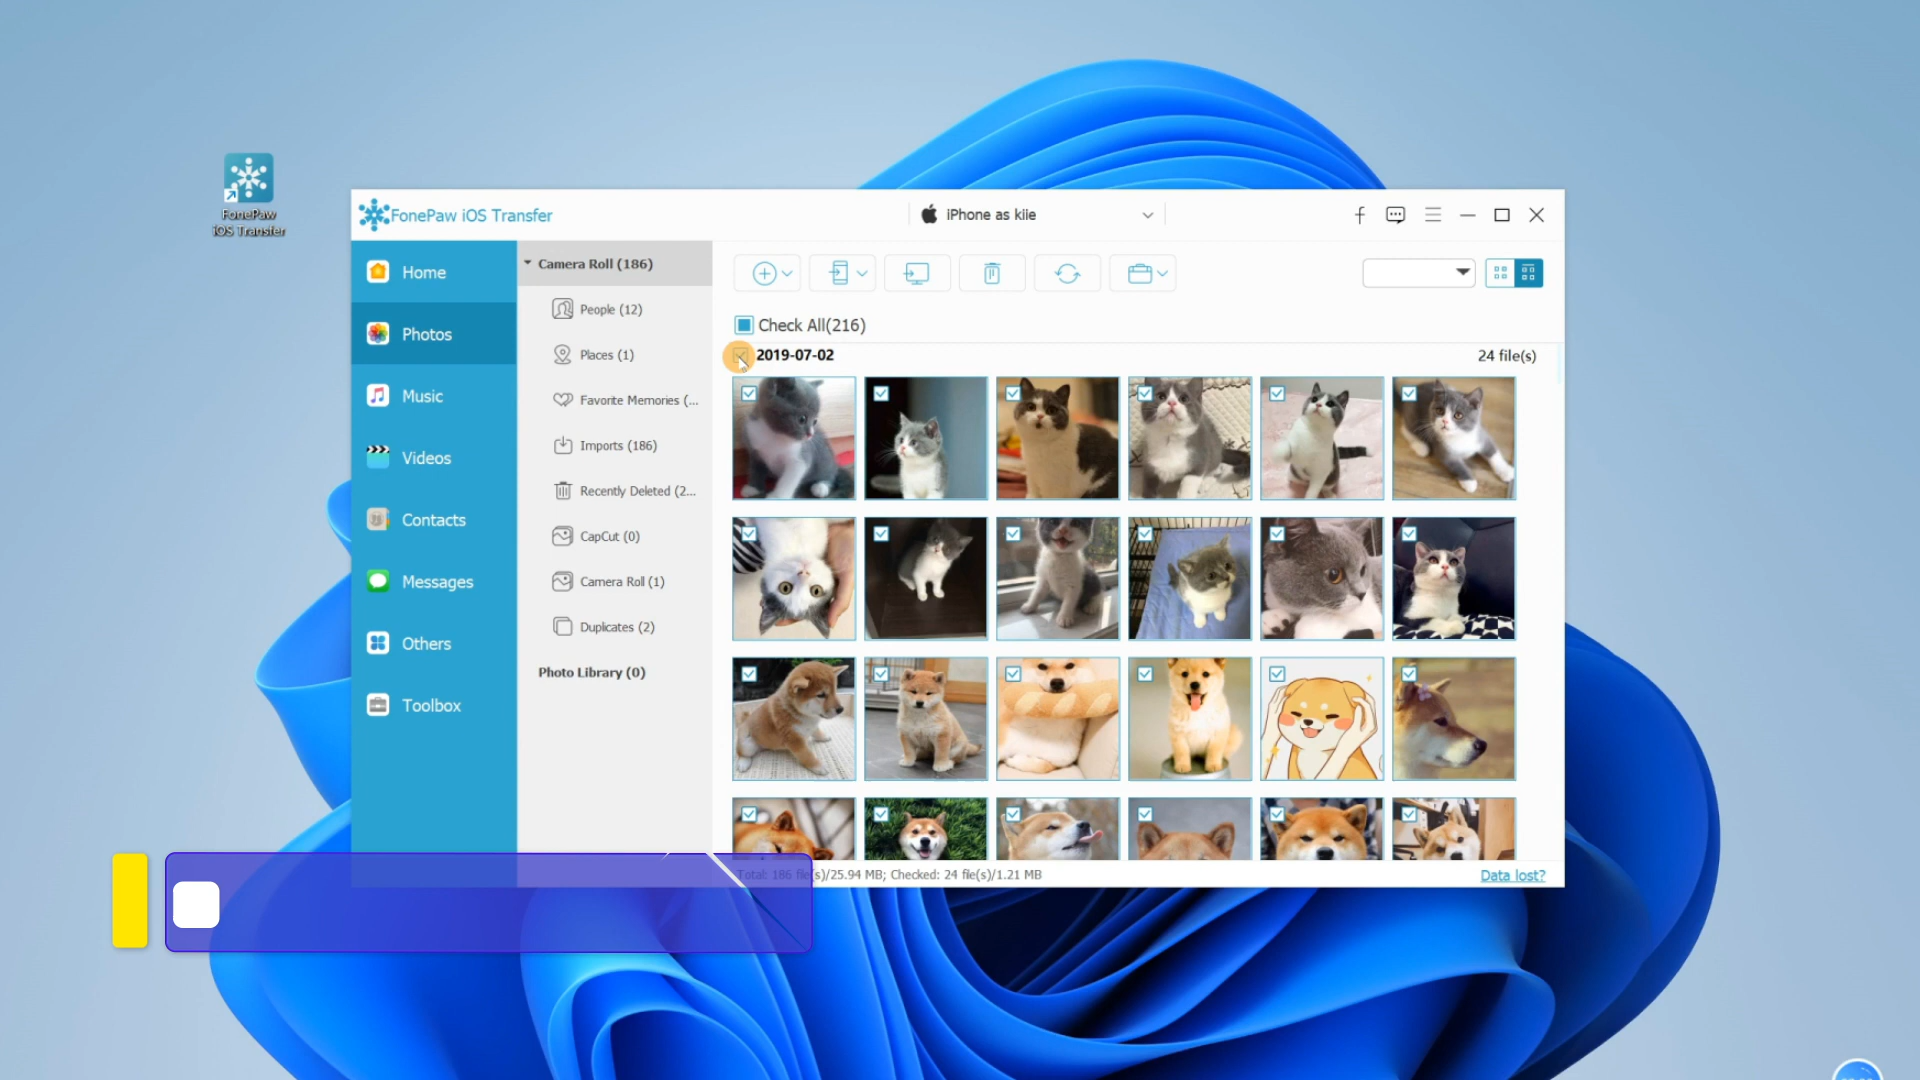 FonePaw
iOS Transfer
FonePaw iOS Transfer
iPhone as kiie
Home
Photos
Music
Videos
Contacts
Messages
Others
Toolbox
Camera Roll (186)
People (12)
Places (1)
Favorite Memories (...
Imports (186)
Recently Deleted (2...
CapCut (0)
Camera Roll (1)
Duplicates (2)
Photo Library (0)
Check All(216)
2019-07-02
24 file(s)
Total: 186 file(s)/25.94 MB; Checked: 24 file(s)/1.21 MB
Data lost?